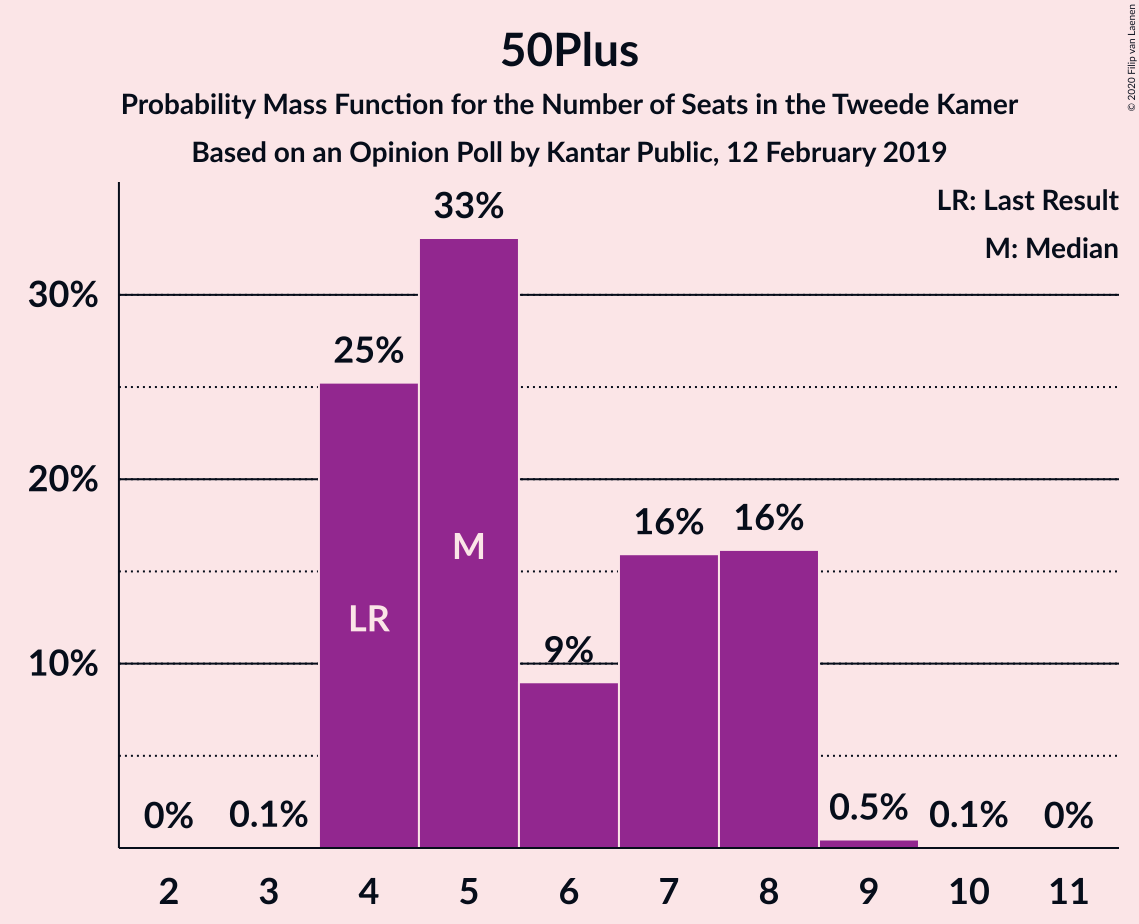 50Plus
Probability Mass Function for the Number of Seats in the Tweede Kamer
Based on an Opinion Poll by Kantar Public, 12 February 2019
© 2020 Filip van Laenen
LR: Last Result
M: Median
30%
20%
10%
0%
0.1%
25%
33%
9%
16%
16%
0.5%
0.1%
0%
LR
M
2 3 4 5 6 7 8 9 10 11